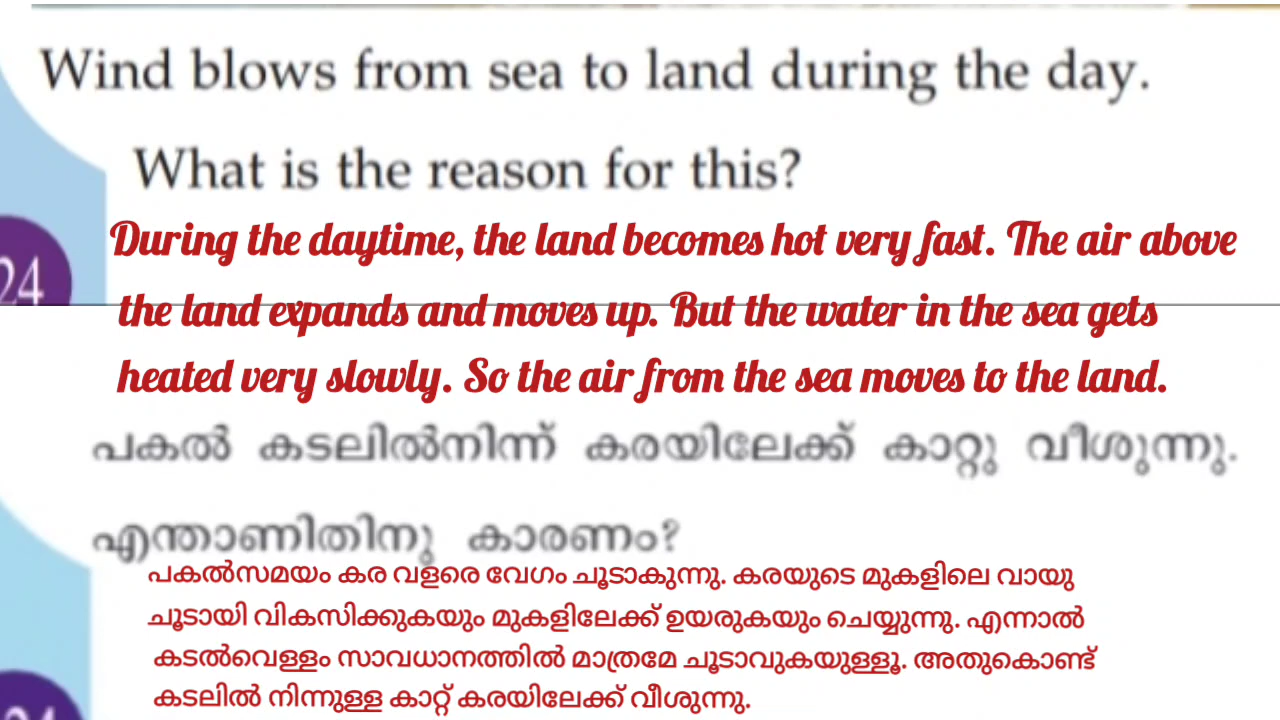 Wind blows from sea to land during the day.
What is the reason for this?
During the daytime, the land becomes hot very fast. The air above
24
the land expands and moves up. But the water in the sea gets
heated very slowly. So the air from the sea moves to the land.
പകൽ കടലിൽനിന്ന് കരയിലേക്ക് കാറ്റു വീശുന്നു.
എന്താണിതിനു കാരണം?
പകൽസമയം കര വളരെ വേഗം ചൂടാകുന്നു. കരയുടെ മുകളിലെ വായു
ചൂടായി വികസിക്കുകയും മുകളിലേക്ക് ഉയരുകയും ചെയ്യുന്നു. എന്നാൽ
കടൽവെള്ളം സാവധാനത്തിൽ മാത്രമേ ചൂടാവുകയുള്ളൂ. അതുകൊണ്ട്
കടലിൽ നിന്നുള്ള കാറ്റ് കരയിലേക്ക് വീശുന്നു.